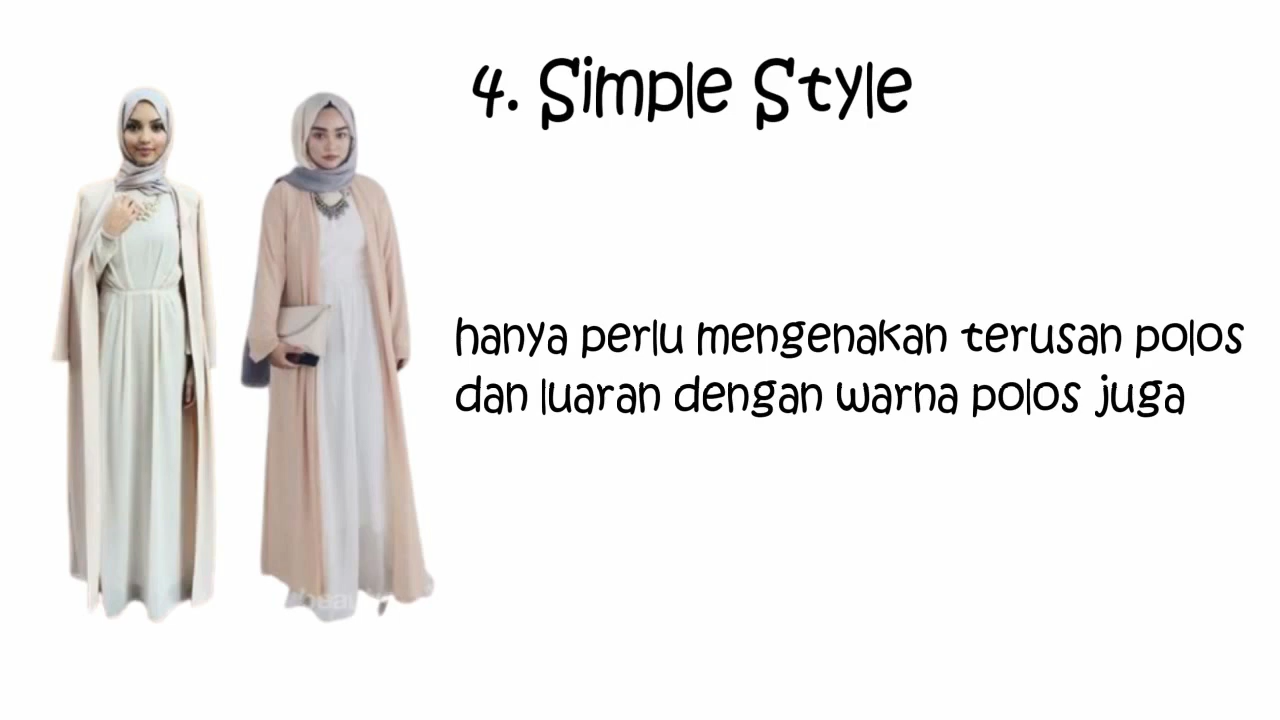 4. Simple Style
hanya perlu mengenakan terusan polos
dan luaran dengan warna polos juga